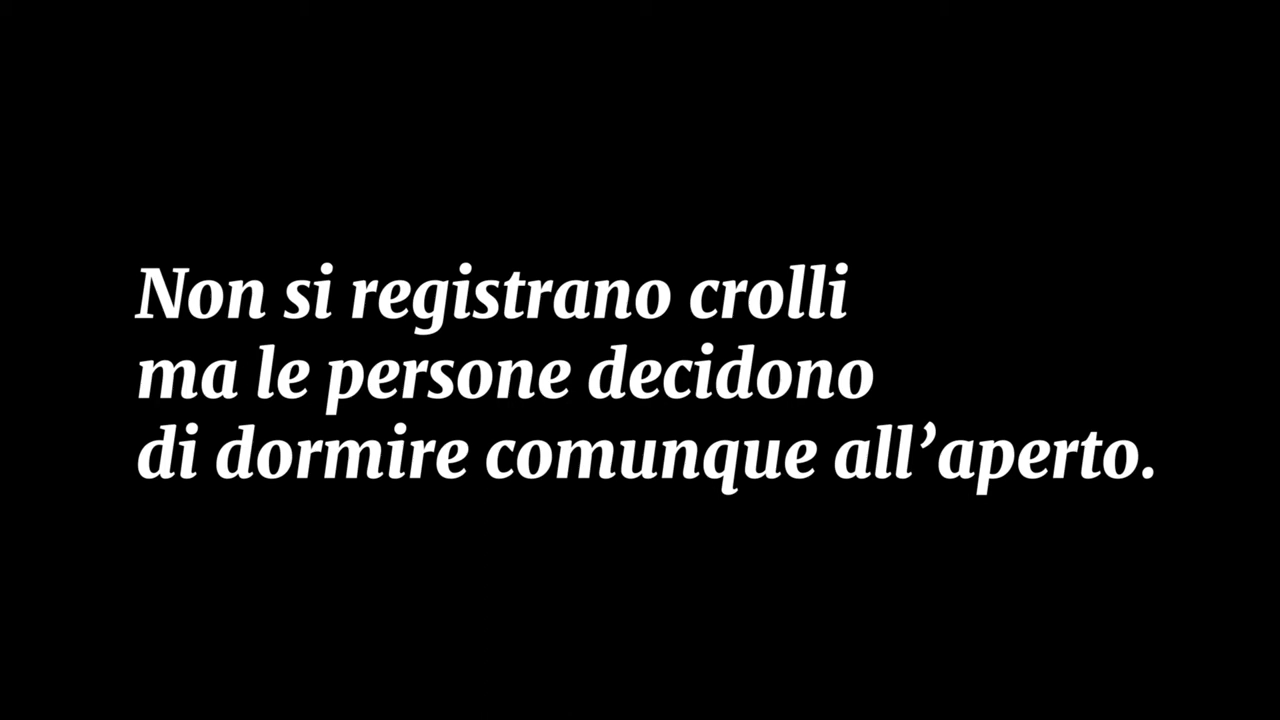 Non si registrano crolli
ma le persone decidono
di dormire comunque all’aperto.